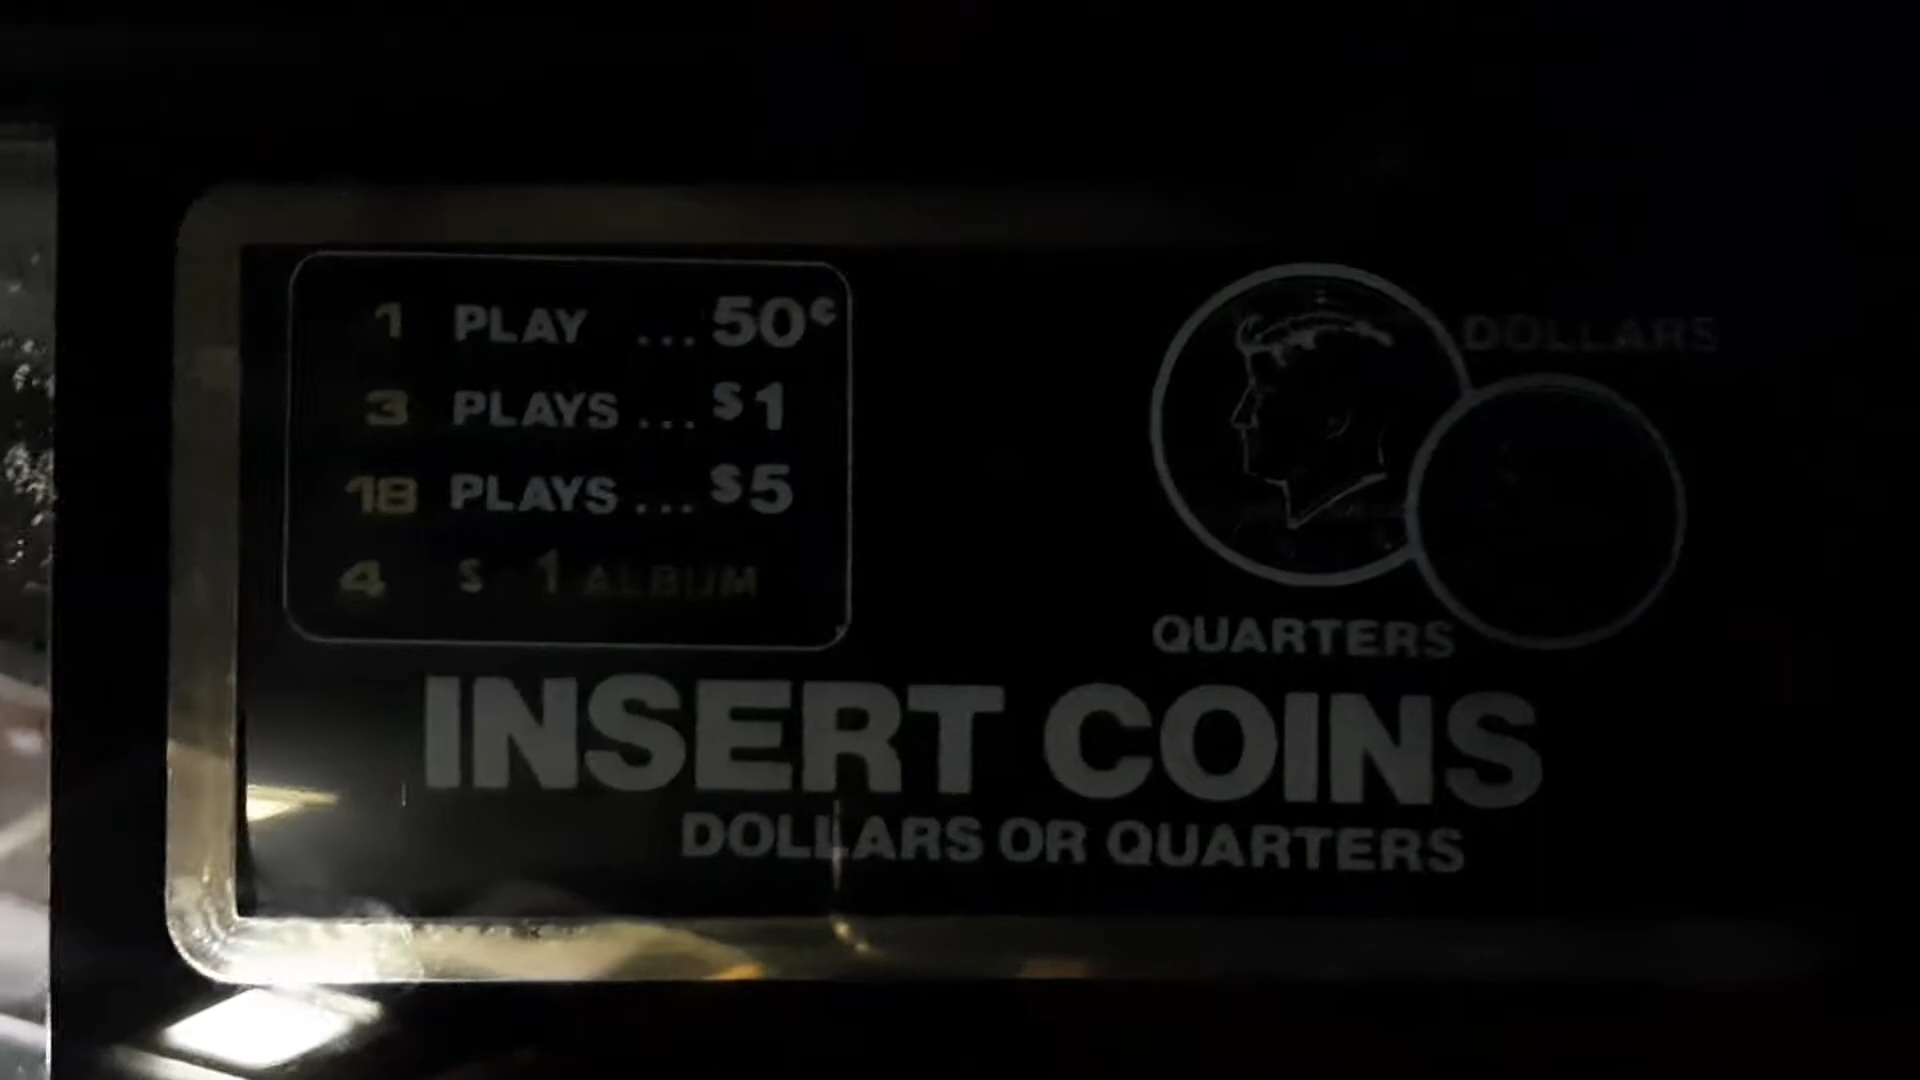 1 PLAY ... 50¢
3 PLAYS ... $1
18 PLAYS ... $5
4 S 1 ALBUM
DOLLARS
QUARTERS
INSERT COINS
DOLLARS OR QUARTERS